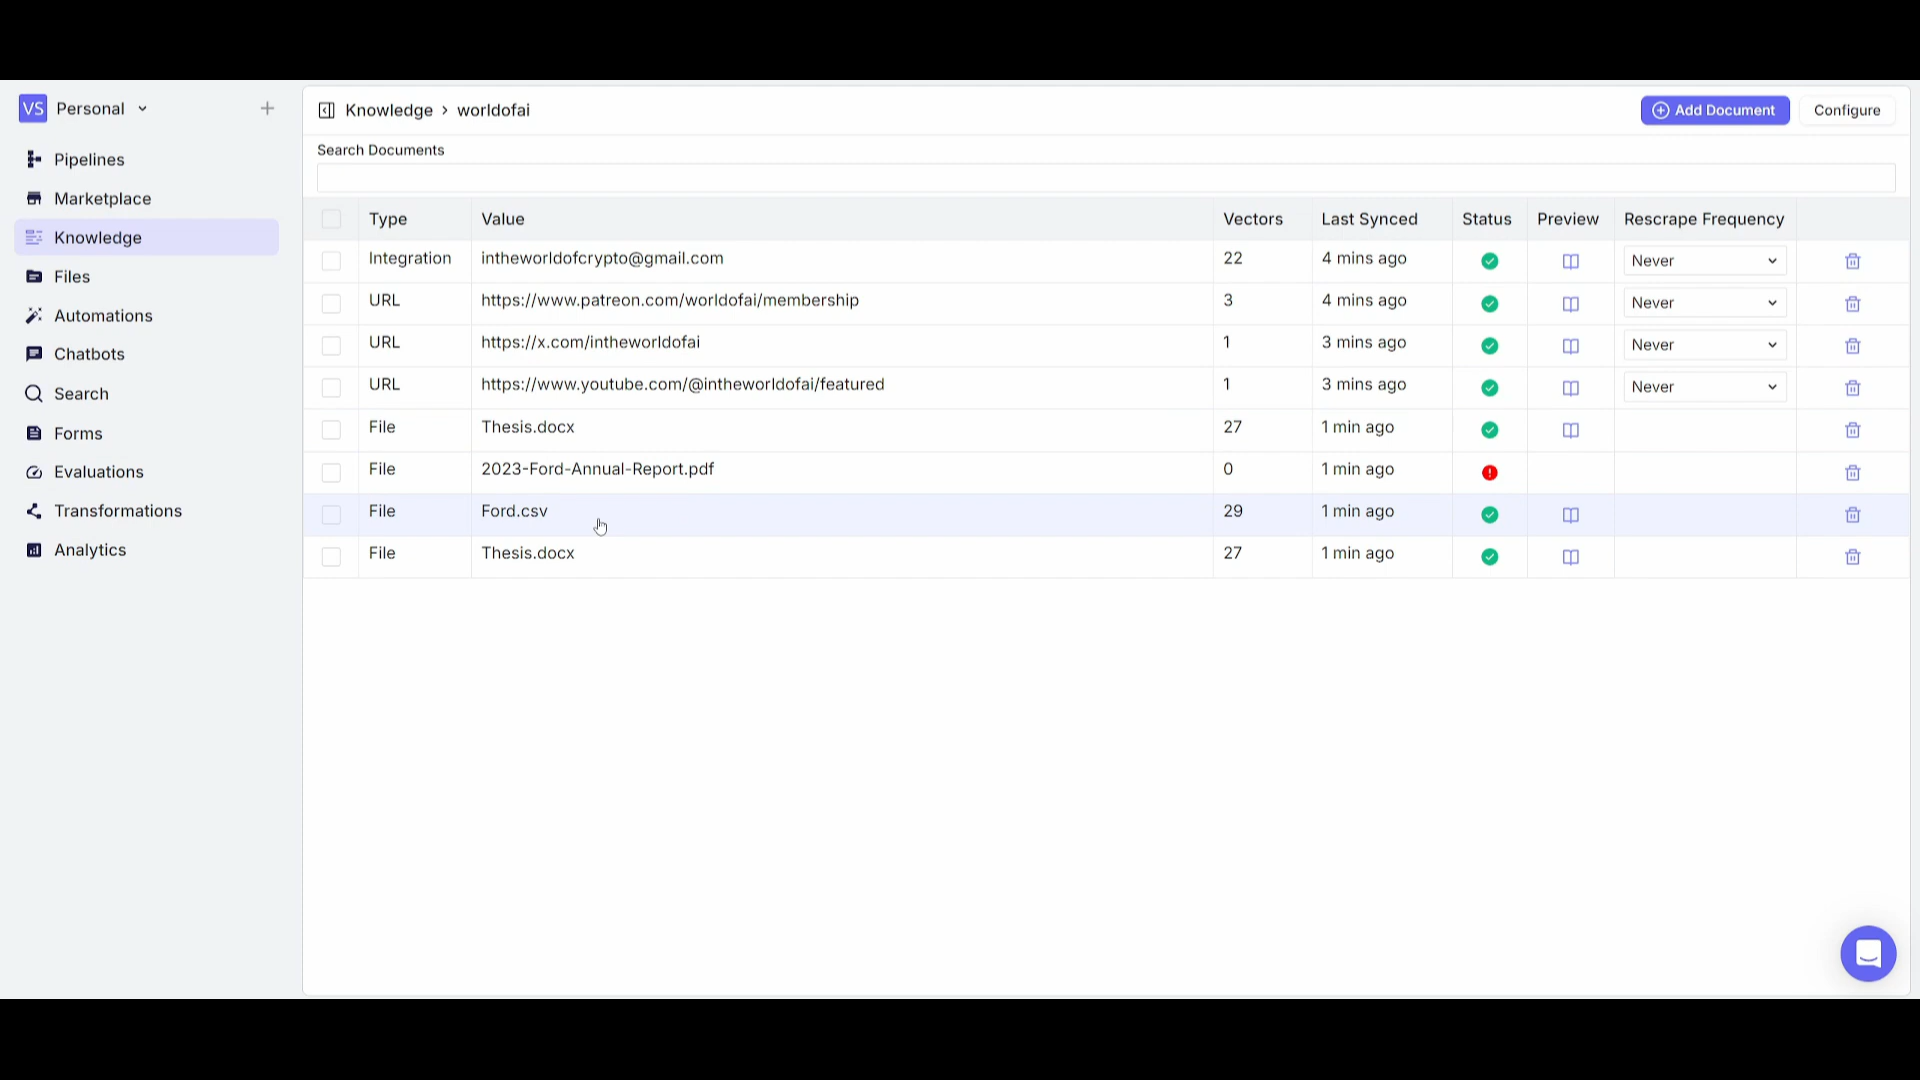 VS Personal
Knowledge > worldofai
Add Document
Configure
Pipelines
Marketplace
Knowledge
Files
Automations
Chatbots
Search
Forms
Evaluations
Transformations
Analytics
Search Documents
Type Value Vectors Last Synced Status Preview Rescrape Frequency
Integration intheworldofcrypto@gmail.com 22 4 mins ago Never
URL https://www.patreon.com/worldofai/membership 3 4 mins ago Never
URL https://x.com/intheworldofai 1 3 mins ago Never
URL https://www.youtube.com/@intheworldofai/featured 1 3 mins ago Never
File Thesis.docx 27 1 min ago
File 2023-Ford-Annual-Report.pdf 0 1 min ago
File Ford.csv 29 1 min ago
File Thesis.docx 27 1 min ago